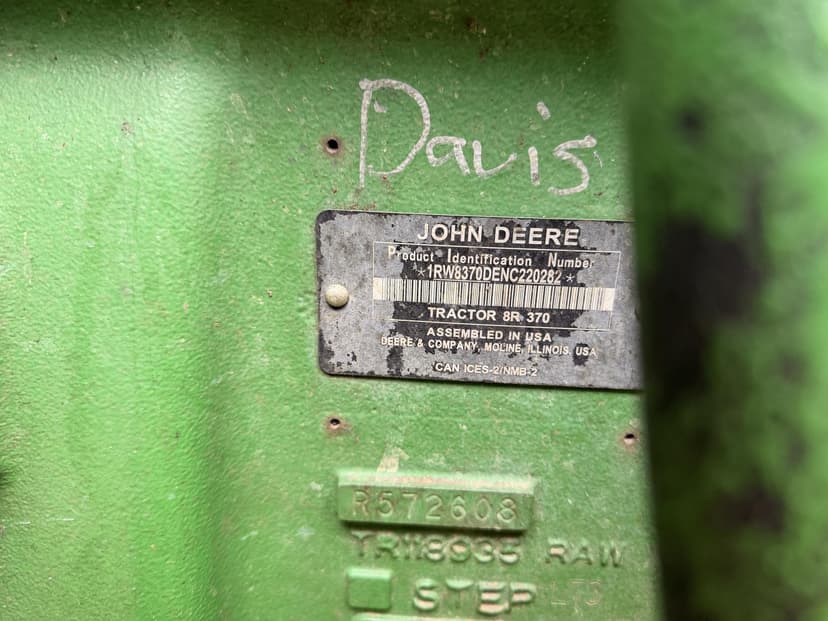 Davis
JOHN DEERE
Product Identification Number
*1RW8370DENC220282*
TRACTOR 8R 370
ASSEMBLED IN USA
DEERE & COMPANY, MOLINE, ILLINOIS, USA
CAN ICES-2/NMB-2
R572608
RAW
STEP